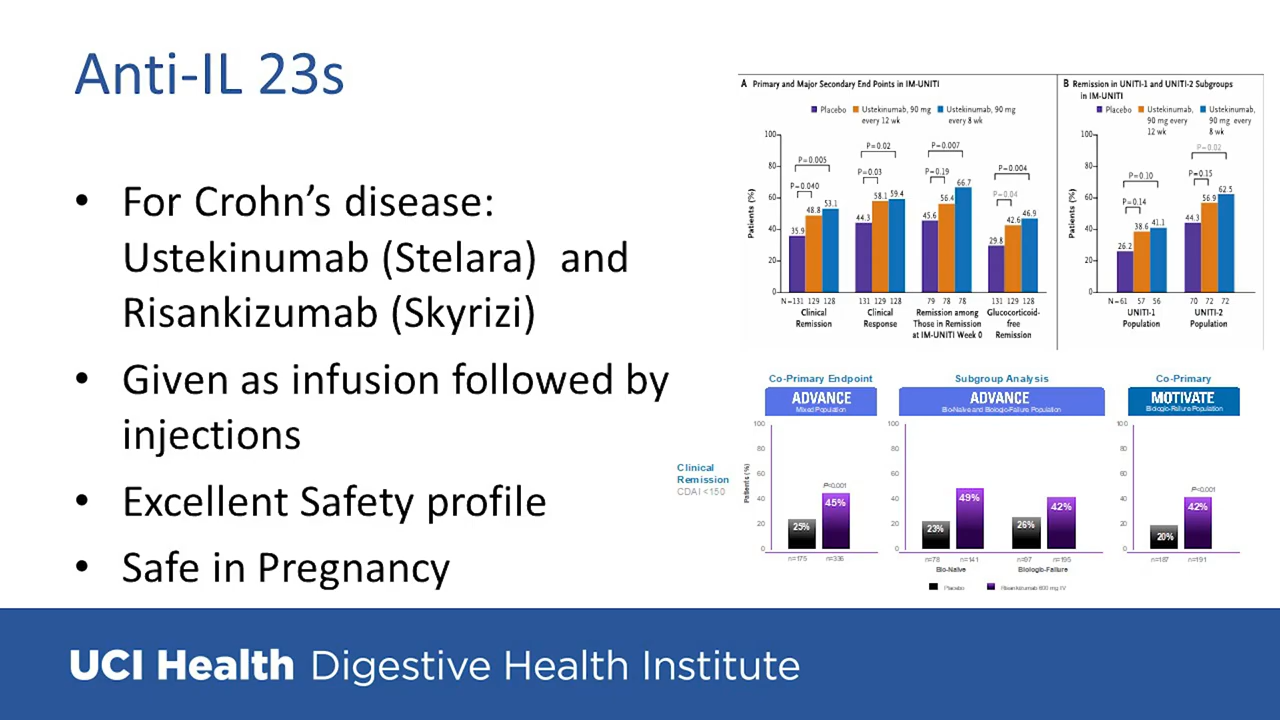 Anti-IL 23s
• For Crohn’s disease:
Ustekinumab (Stelara) and
Risankizumab (Skyrizi)
• Given as infusion followed by
injections
• Excellent Safety profile
• Safe in Pregnancy
A Primary and Major Secondary End Points in IM-UNITI
Placebo Ustekinumab, 90 mg every 12 wk Ustekinumab, 90 mg every 8 wk
Patients (%)
100
80
60
40
20
0
P=0.005
P=0.040
35.9 48.8 53.1
P=0.02
P=0.03
44.3 58.1 59.4
P=0.007
P=0.19
45.6 56.4 66.7
P=0.004
P=0.04
29.8 42.6 46.9
N=131 129 128
131 129 128
79 78 78
131 129 128
Clinical
Remission
Clinical
Response
Remission among
Those in Remission
at IM-UNITI Week 0
Glucocorticoid-
free
Remission
B Remission in UNITI-1 and UNITI-2 Subgroups
in IM-UNITI
Placebo Ustekinumab, 90 mg every 12 wk Ustekinumab, 90 mg every 8 wk
Patients (%)
100
80
60
40
20
0
P=0.10
P=0.14
26.2 38.6 41.1
P=0.02
P=0.15
44.3 56.9 62.5
N=61 57 56
70 72 72
UNITI-1
Population
UNITI-2
Population
Co-Primary Endpoint
ADVANCE
Mixed Population
Subgroup Analysis
ADVANCE
Bio-Naive and Biologic-Failure Population
Co-Primary
MOTIVATE
Biologic-Failure Population
Clinical
Remission
CDAI <150
Patients (%)
100
80
60
40
20
0
25%
P<0.001
45%
n=175 n=336
100
80
60
40
20
0
23% 49%
26% 42%
n=78 n=141
n=97 n=195
Bio-Naive
Biologic-Failure
100
80
60
40
20
0
20%
P<0.001
42%
n=187 n=191
Placebo Risankizumab 600 mg IV
UCI Health Digestive Health Institute